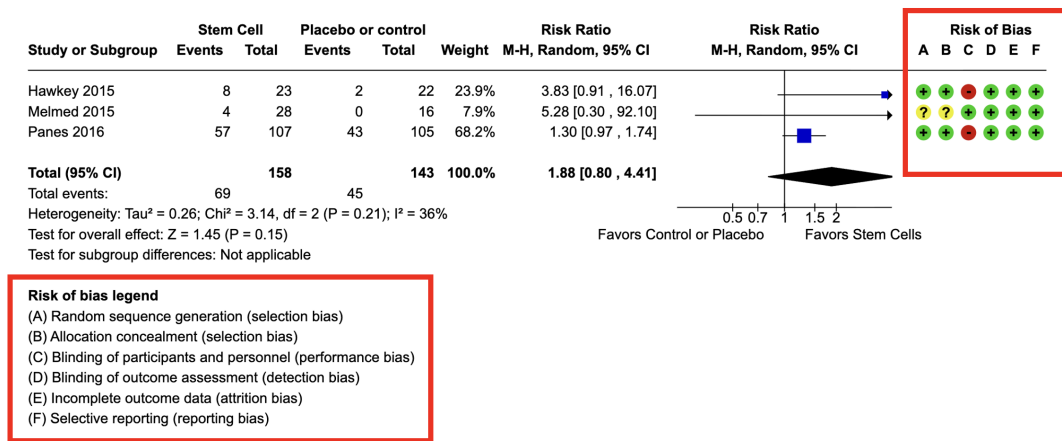 Stem Cell Placebo or control Risk Ratio Risk Ratio Risk of Bias
Study or Subgroup Events Total Events Total Weight M-H, Random, 95% CI M-H, Random, 95% CI A B C D E F
Hawkey 2015 8 23 2 22 23.9% 3.83 [0.91 , 16.07] + + - + + +
Melmed 2015 4 28 0 16 7.9% 5.28 [0.30 , 92.10] ? ? + + + +
Panes 2016 57 107 43 105 68.2% 1.30 [0.97 , 1.74] + + - + + +
Total (95% CI) 158 143 100.0% 1.88 [0.80 , 4.41]
Total events: 69 45
Heterogeneity: Tau² = 0.26; Chi² = 3.14, df = 2 (P = 0.21); I² = 36%
0.5 0.7 1 1.5 2
Test for overall effect: Z = 1.45 (P = 0.15)
Favors Control or Placebo Favors Stem Cells
Test for subgroup differences: Not applicable
Risk of bias legend
(A) Random sequence generation (selection bias)
(B) Allocation concealment (selection bias)
(C) Blinding of participants and personnel (performance bias)
(D) Blinding of outcome assessment (detection bias)
(E) Incomplete outcome data (attrition bias)
(F) Selective reporting (reporting bias)